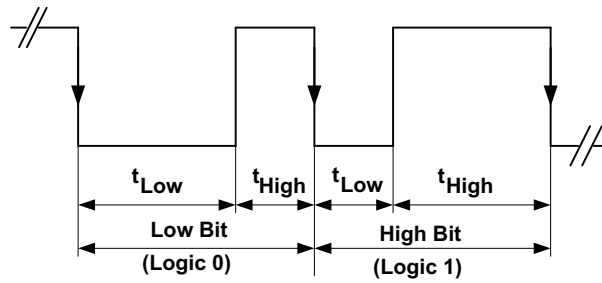 tLow tHigh tLow tHigh
Low Bit High Bit
(Logic 0) (Logic 1)